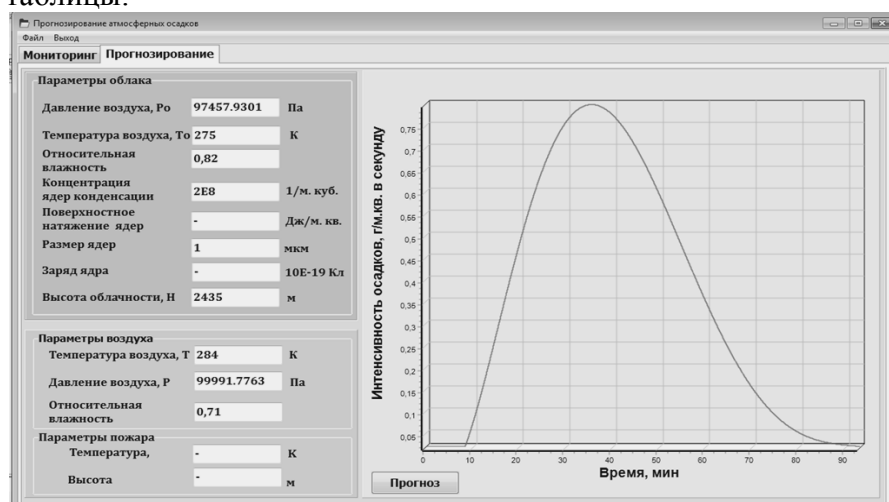 таблицы.
Прогнозирование атмосферных осадков
Файл Выход
Мониторинг Прогнозирование
Параметры облака
Давление воздуха, Po 97457.9301 Па
Температура воздуха, To 275 К
Относительная влажность 0,82
Концентрация ядер конденсации 2E8 1/м. куб.
Поверхностное натяжение ядер - Дж/м. кв.
Размер ядер 1 мкм
Заряд ядра - 10E-19 Кл
Высота облачности, Н 2435 м
Параметры воздуха
Температура воздуха, Т 284 К
Давление воздуха, Р 99991.7763 Па
Относительная влажность 0,71
Параметры пожара
Температура, - К
Высота - м
Интенсивность осадков, г/м.кв. в секунду
0,75
0,7
0,65
0,6
0,55
0,5
0,45
0,4
0,35
0,3
0,25
0,2
0,15
0,1
0,05
0 10 20 30 40 50 60 70 80 90
Время, мин
Прогноз